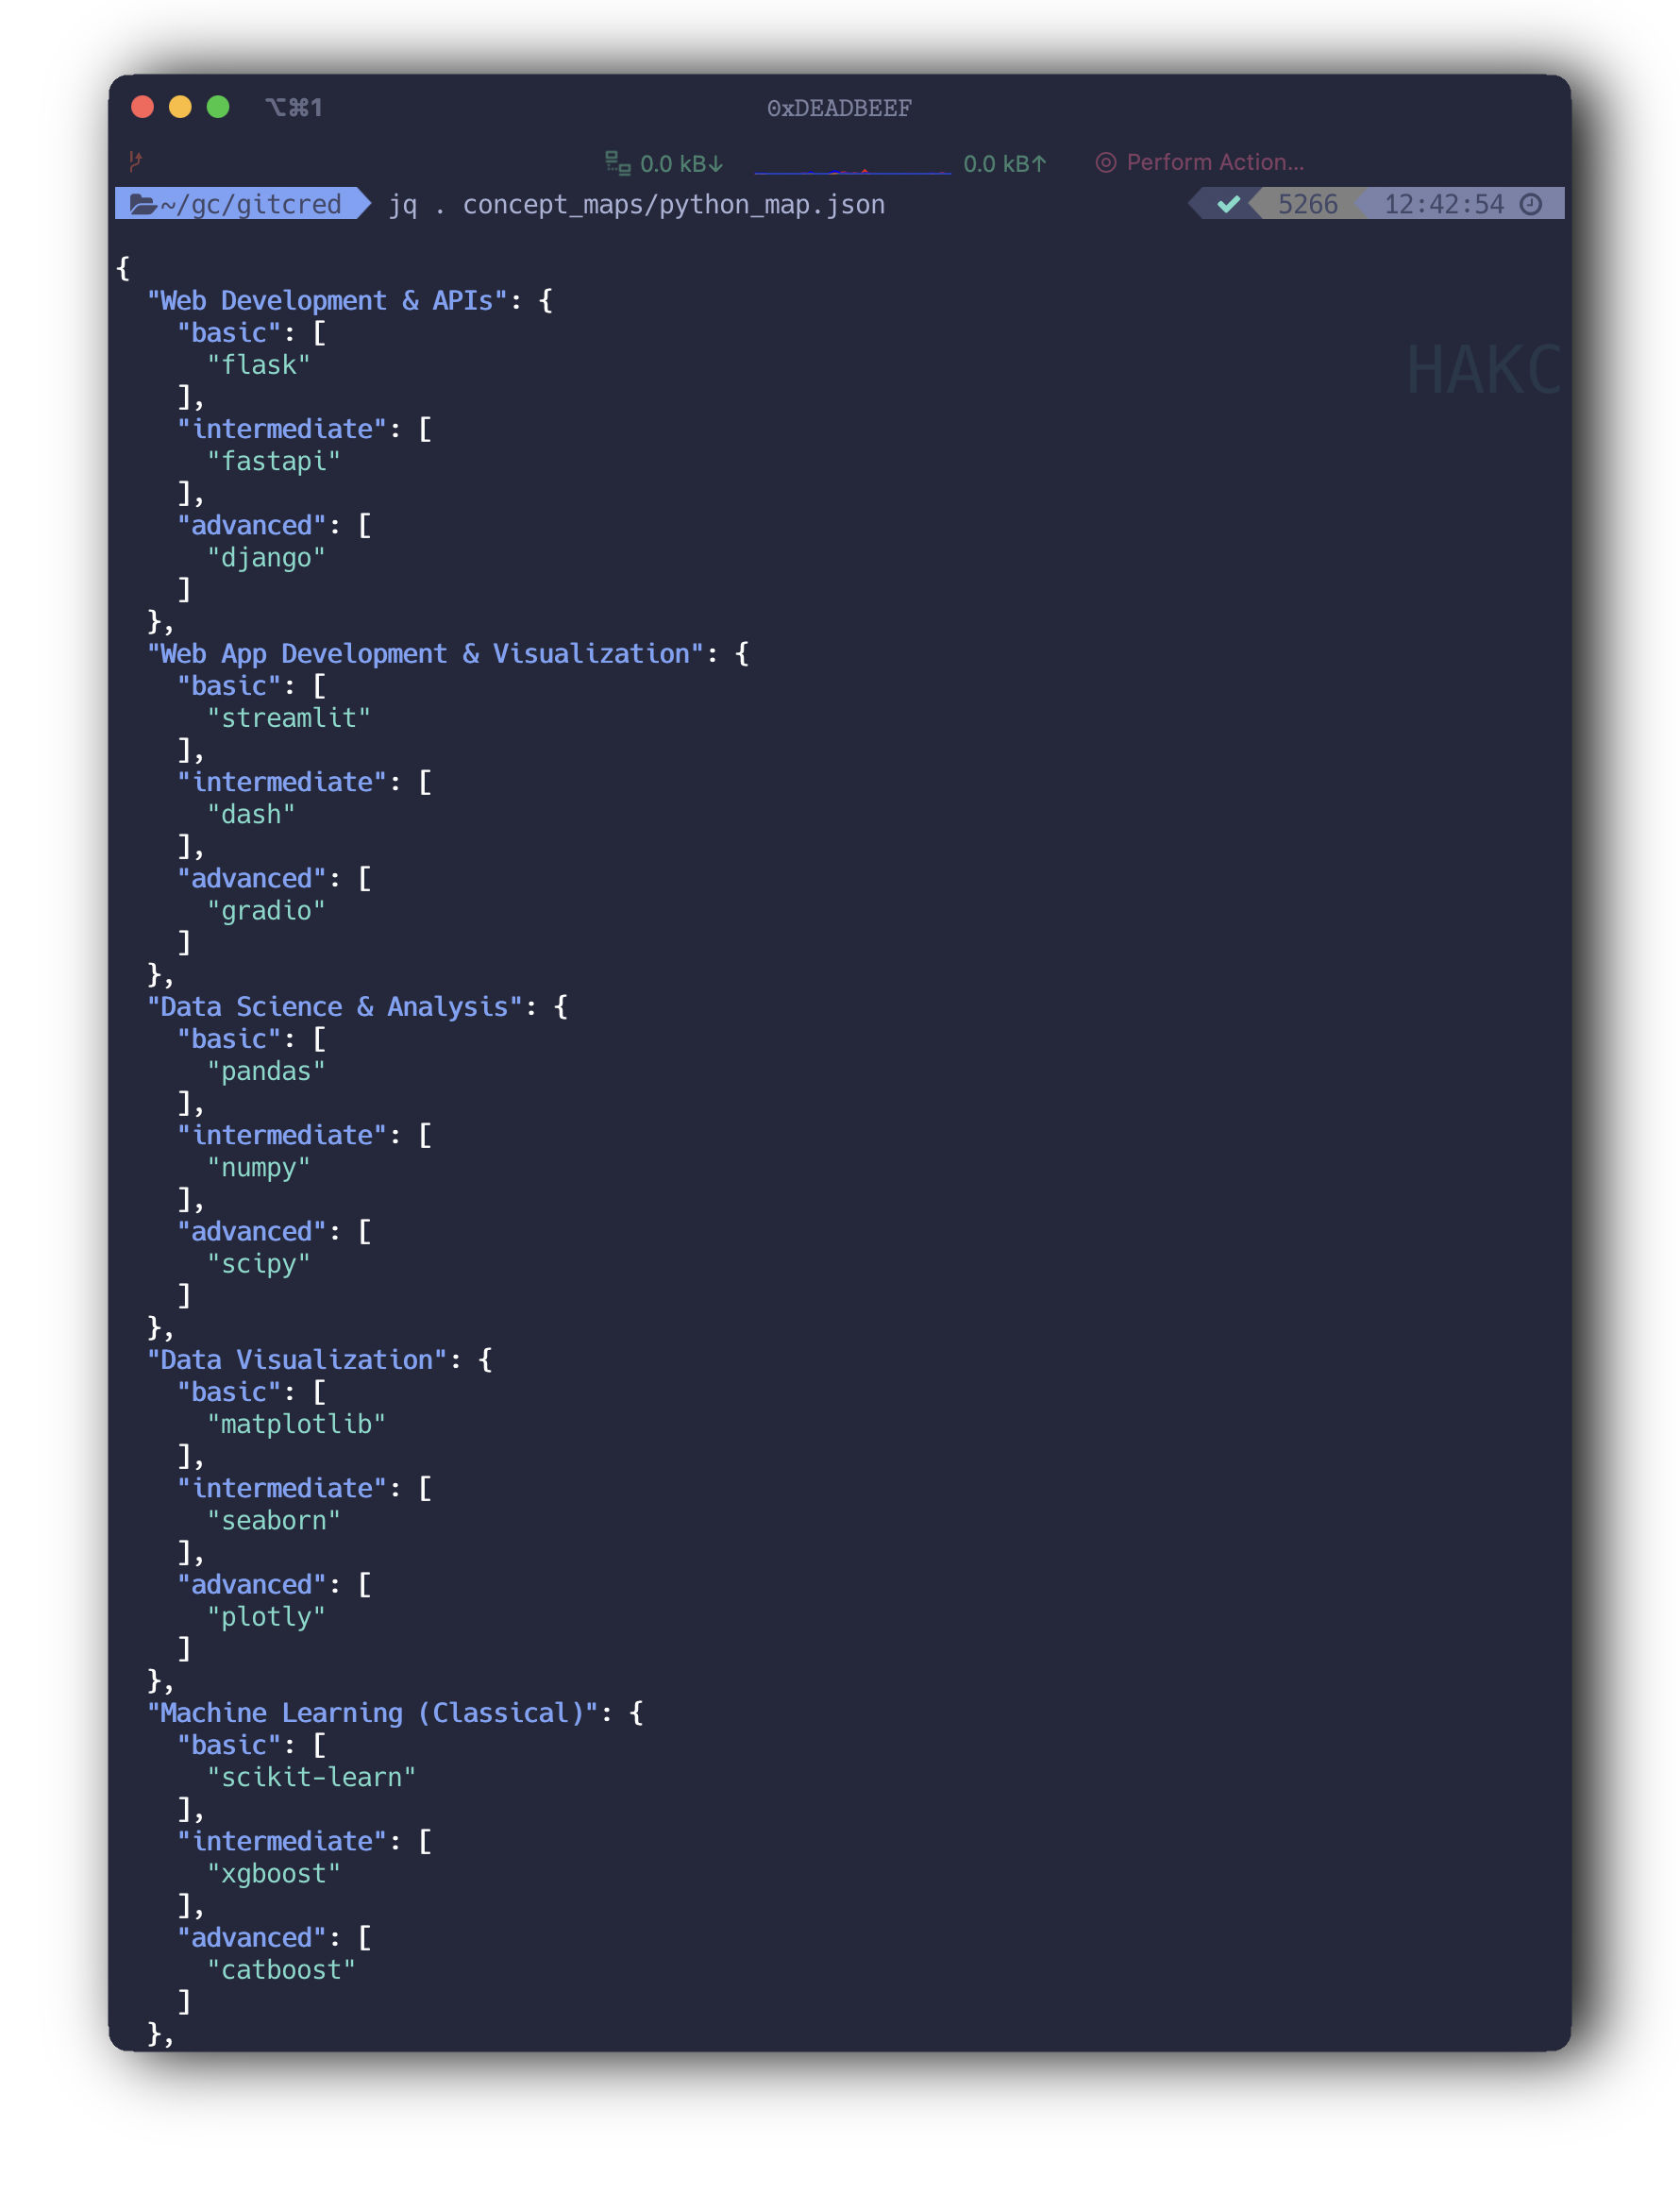 ⌥⌘1 0xDEADBEEF
0.0 kB↓ 0.0 kB↑ Perform Action...
~/gc/gitcred jq . concept_maps/python_map.json ✔ 5266 12:42:54
{
  "Web Development & APIs": {
    "basic": [
      "flask"
    ],
HAKC
    "intermediate": [
      "fastapi"
    ],
    "advanced": [
      "django"
    ]
  },
  "Web App Development & Visualization": {
    "basic": [
      "streamlit"
    ],
    "intermediate": [
      "dash"
    ],
    "advanced": [
      "gradio"
    ]
  },
  "Data Science & Analysis": {
    "basic": [
      "pandas"
    ],
    "intermediate": [
      "numpy"
    ],
    "advanced": [
      "scipy"
    ]
  },
  "Data Visualization": {
    "basic": [
      "matplotlib"
    ],
    "intermediate": [
      "seaborn"
    ],
    "advanced": [
      "plotly"
    ]
  },
  "Machine Learning (Classical)": {
    "basic": [
      "scikit-learn"
    ],
    "intermediate": [
      "xgboost"
    ],
    "advanced": [
      "catboost"
    ]
  },